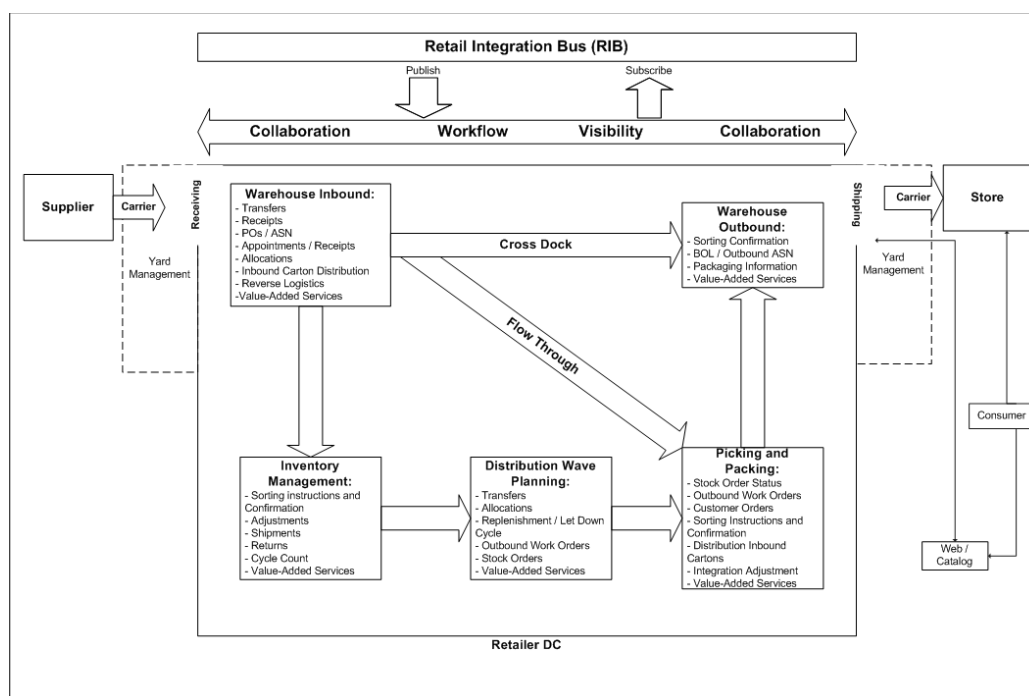 Retail Integration Bus (RIB)
Publish
Subscribe
Collaboration
Workflow
Visibility
Collaboration
Supplier
Carrier
Receiving
Yard
Management
Warehouse Inbound:
- Transfers
- Receipts
- POs / ASN
- Appointments / Receipts
- Allocations
- Inbound Carton Distribution
- Reverse Logistics
-Value-Added Services
Cross Dock
Flow Through
Warehouse
Outbound:
- Sorting Confirmation
- BOL / Outbound ASN
- Packaging Information
- Value-Added Services
Shipping
Carrier
Store
Yard
Management
Inventory
Management:
- Sorting instructions and
Confirmation
- Adjustments
- Shipments
- Returns
- Cycle Count
- Value-Added Services
Distribution Wave
Planning:
- Transfers
- Allocations
- Replenishment / Let Down
Cycle
- Outbound Work Orders
- Stock Orders
- Value-Added Services
Picking and
Packing:
- Stock Order Status
- Outbound Work Orders
- Customer Orders
- Sorting Instructions and
Confirmation
- Distribution Inbound
Cartons
- Integration Adjustment
- Value-Added Services
Consumer
Web /
Catalog
Retailer DC